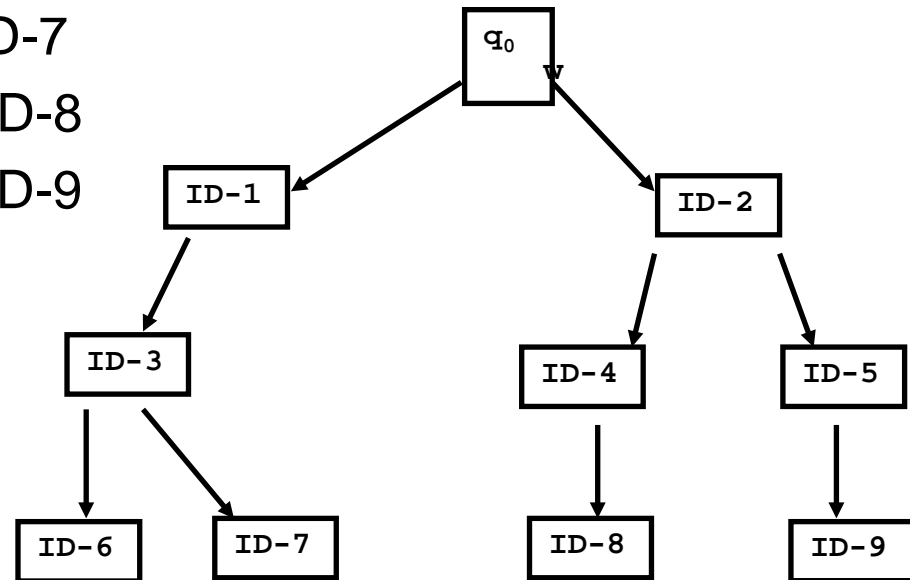 D-7
D-8
D-9
q₀
w
ID-1
ID-2
ID-3
ID-4
ID-5
ID-6
ID-7
ID-8
ID-9